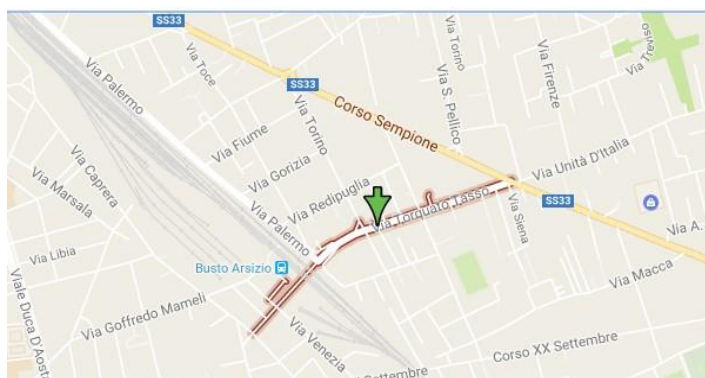 SS33
Via Palermo
Via Toce
Via Torino
Via Torino
Via S. Pellico
Via Firenze
Via Treviso
SS33
Corso Sempione
Via Fiume
Via Gorizia
Via Redipuglia
Via Caprera
Via Marsala
Via Unità D'Italia
Via Torquato Tasso
Via Siena
SS33
Via A.
Via Palermo
Via Libia
Busto Arsizio
Via Macca
Viale Duca D'Aosta
Via Goffredo Mameli
Via Venezia
Corso XX Settembre
Settembre